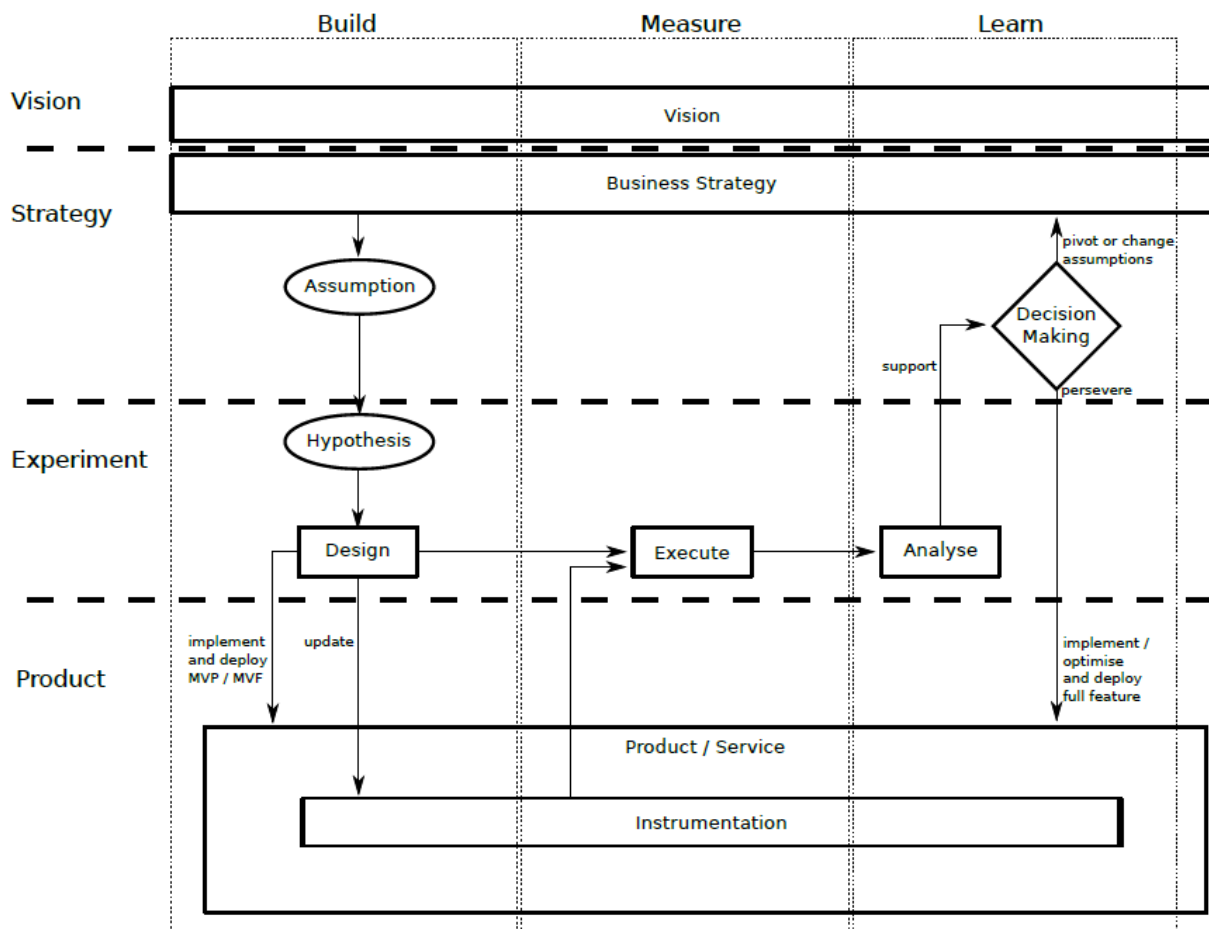 Build
Measure
Learn
Vision
Vision
Business Strategy
Strategy
pivot or change
assumptions
Assumption
Decision
Making
support
persevere
Hypothesis
Experiment
Design
Execute
Analyse
implement
and deploy
MVP / MVF
update
implement /
optimise
and deploy
full feature
Product
Product / Service
Instrumentation